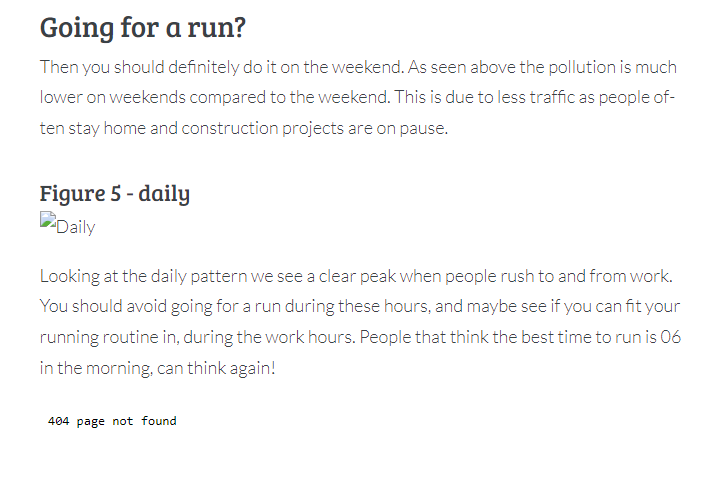 Going for a run?
Then you should definitely do it on the weekend. As seen above the pollution is much
lower on weekends compared to the weekend. This is due to less traffic as people of-
ten stay home and construction projects are on pause.
Figure 5 - daily
Daily
Looking at the daily pattern we see a clear peak when people rush to and from work.
You should avoid going for a run during these hours, and maybe see if you can fit your
running routine in, during the work hours. People that think the best time to run is 06
in the morning, can think again!
404 page not found